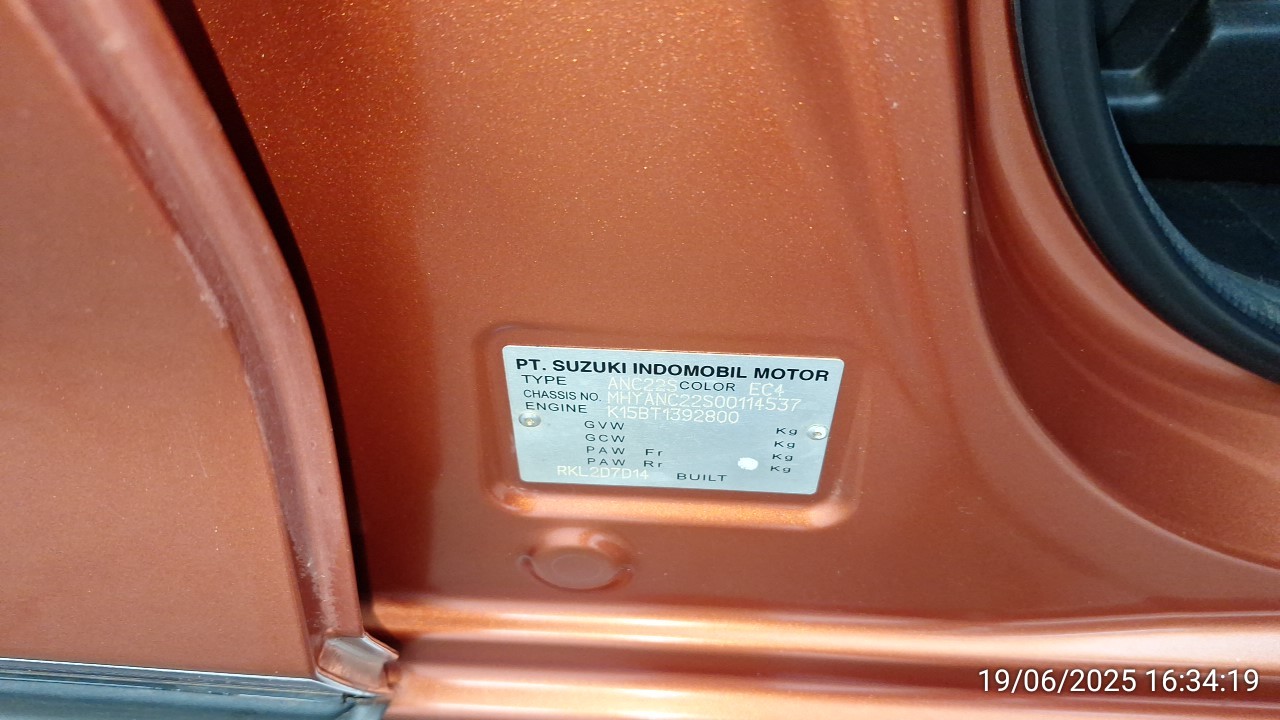 PT. SUZUKI INDOMOBIL MOTOR
TYPE ANC22S COLOR EC4
CHASSIS NO. MHYANC22S00114537
ENGINE K15BT1392800
GVW Kg
GCW Kg
PAW Fr Kg
PAW Rr Kg
RKL2D7D14 BUILT
19/06/2025 16:34:19